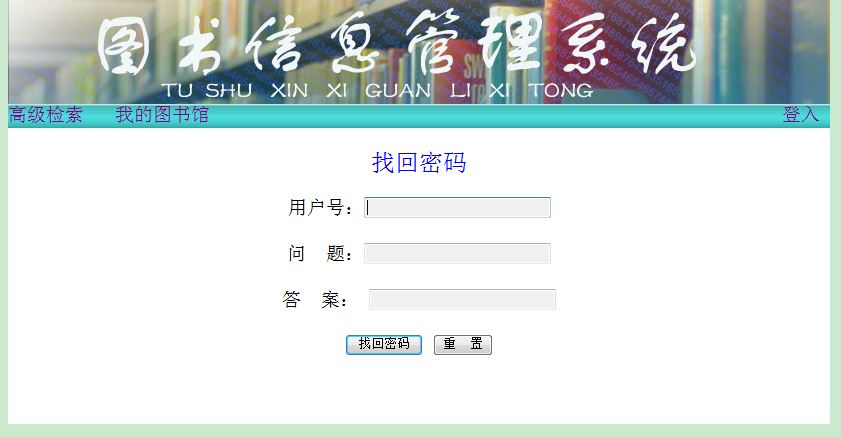 图书信息管理系统
TU SHU XIN XI GUAN LI XI TONG
高级检索 我的图书馆 登入
找回密码
用户号：
问 题：
答 案：
找回密码 重 置